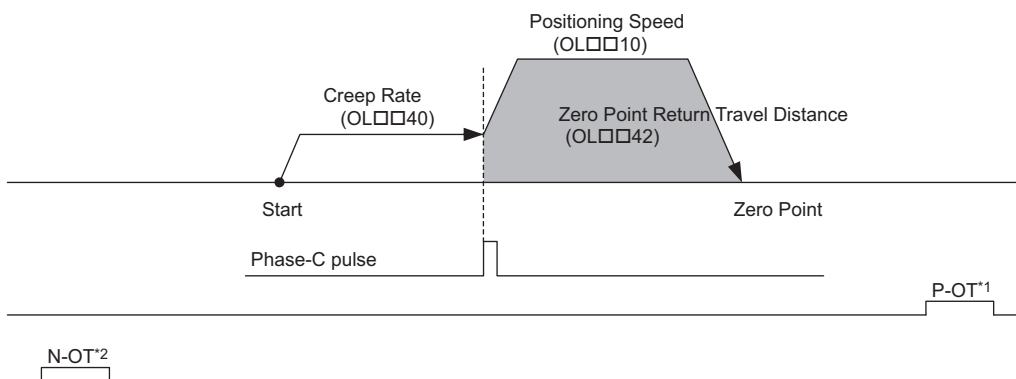 Positioning Speed
(OL□□10)
Creep Rate
(OL□□40)
Zero Point Return Travel Distance
(OL□□42)
Start
Zero Point
Phase-C pulse
P-OT*1
N-OT*2